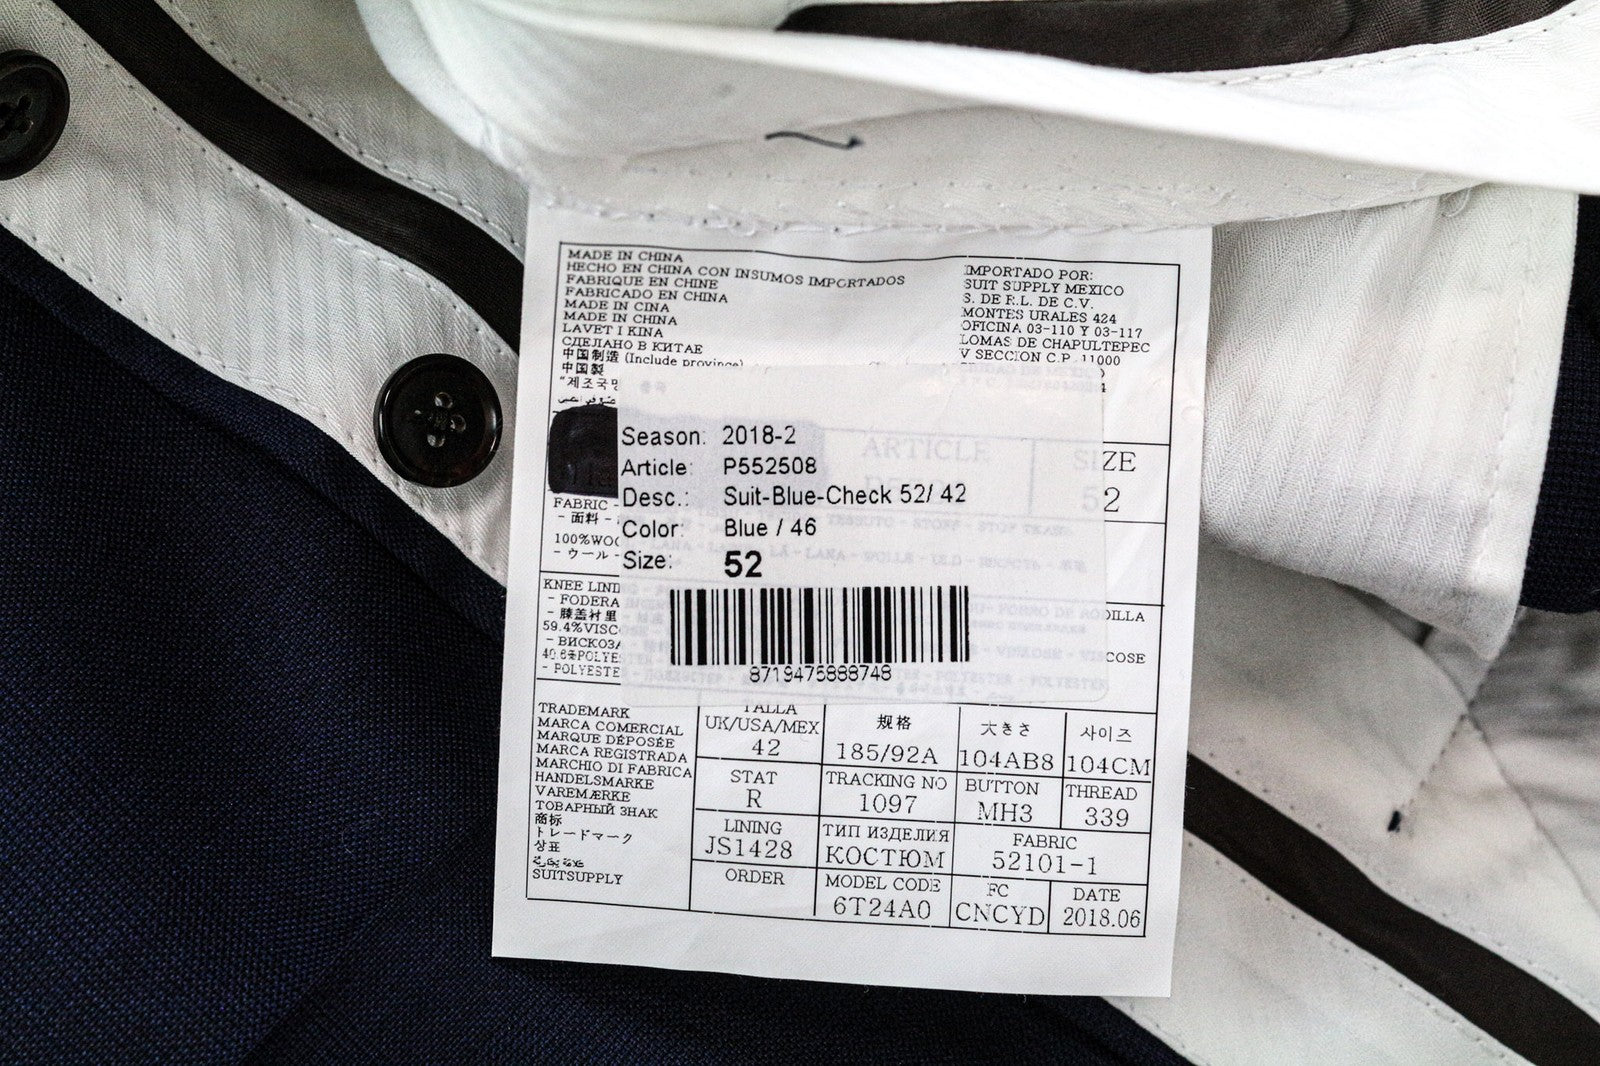 MADE IN CHINA
HECHO EN CHINA CON INSUMOS IMPORTADOS
FABRIQUE EN CHINE
FABRICADO EN CHINA
MADE IN CINA
MADE IN CHINA
LAVET I KINA
СДЕЛАНО В КИТАЕ
中国制造 (Include province)
中国製
IMPORTADO POR:
SUIT SUPPLY MEXICO
S. DE R.L. DE C.V.
MONTES URALES 424
OFICINA 03-110 Y 03-117
LOMAS DE CHAPULTEPEC
V SECCION C.P. 11000
Season: 2018-2
Article: P552508
Desc.: Suit-Blue-Check 52/ 42
Color: Blue / 46
Size: 52
8719475888748
ARTICLE
SIZE
52
FABRIC -
- 面料 -
100%WO
- ウール -
KNEE LINI
- FODERA
- 膝盖衬里
59.4%VISC
- ВИСКОЗА
40.6%POLYE
- POLYESTE
DILLA
COSE
TRADEMARK
MARCA COMERCIAL
MARQUE DÉPOSÉE
MARCA REGISTRADA
MARCHIO DI FABRICA
HANDELSMARKE
VAREMÆRKE
ТОВАРНЫЙ ЗНАК
商标
トレードマーク
상표
SUITSUPPLY
TALLA
UK/USA/MEX
42
规格
185/92A
大きさ
104AB8
사이즈
104CM
STAT
R
TRACKING NO
1097
BUTTON
MH3
THREAD
339
LINING
JS1428
ТИП ИЗДЕЛИЯ
КОСТЮМ
FABRIC
52101-1
ORDER
MODEL CODE
6T24A0
FC
CNCYD
DATE
2018.06